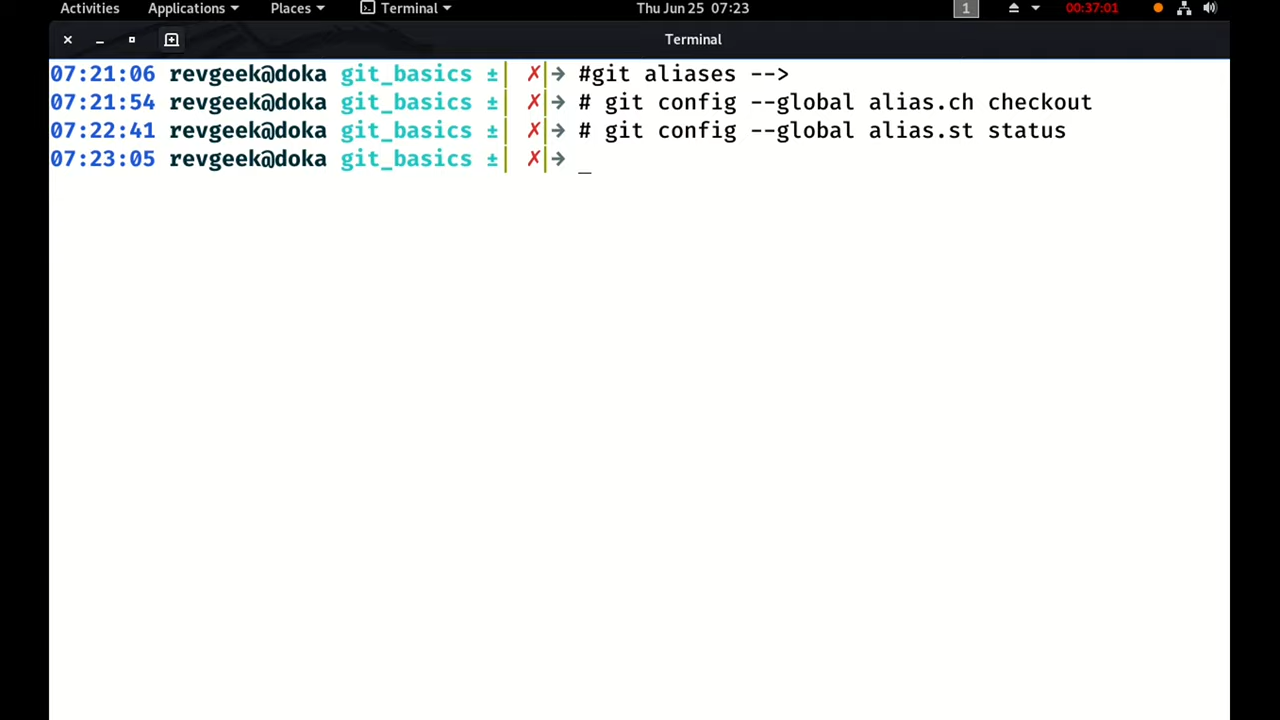 Activities Applications Places Terminal Thu Jun 25 07:23 1 00:37:01
Terminal
07:21:06 revgeek@doka git_basics ±| ✗|→ #git aliases -->
07:21:54 revgeek@doka git_basics ±| ✗|→ # git config --global alias.ch checkout
07:22:41 revgeek@doka git_basics ±| ✗|→ # git config --global alias.st status
07:23:05 revgeek@doka git_basics ±| ✗|→ _